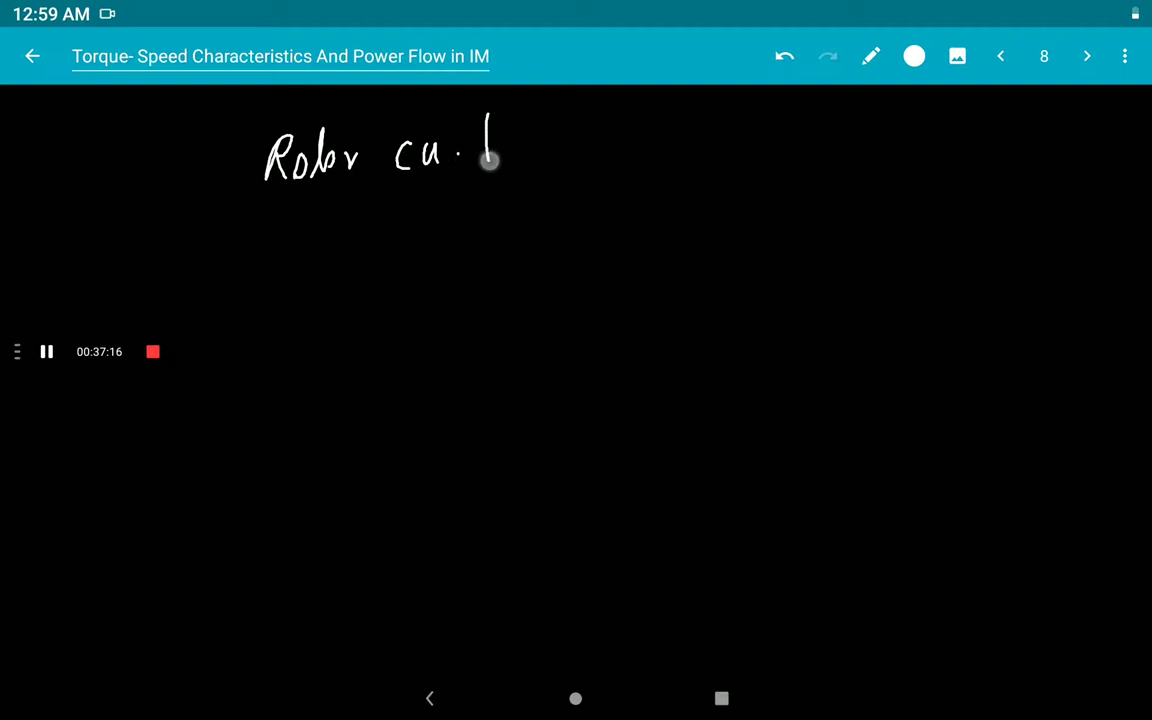 12:59 AM
Torque- Speed Characteristics And Power Flow in IM
8
Rotor cu. l
00:37:16